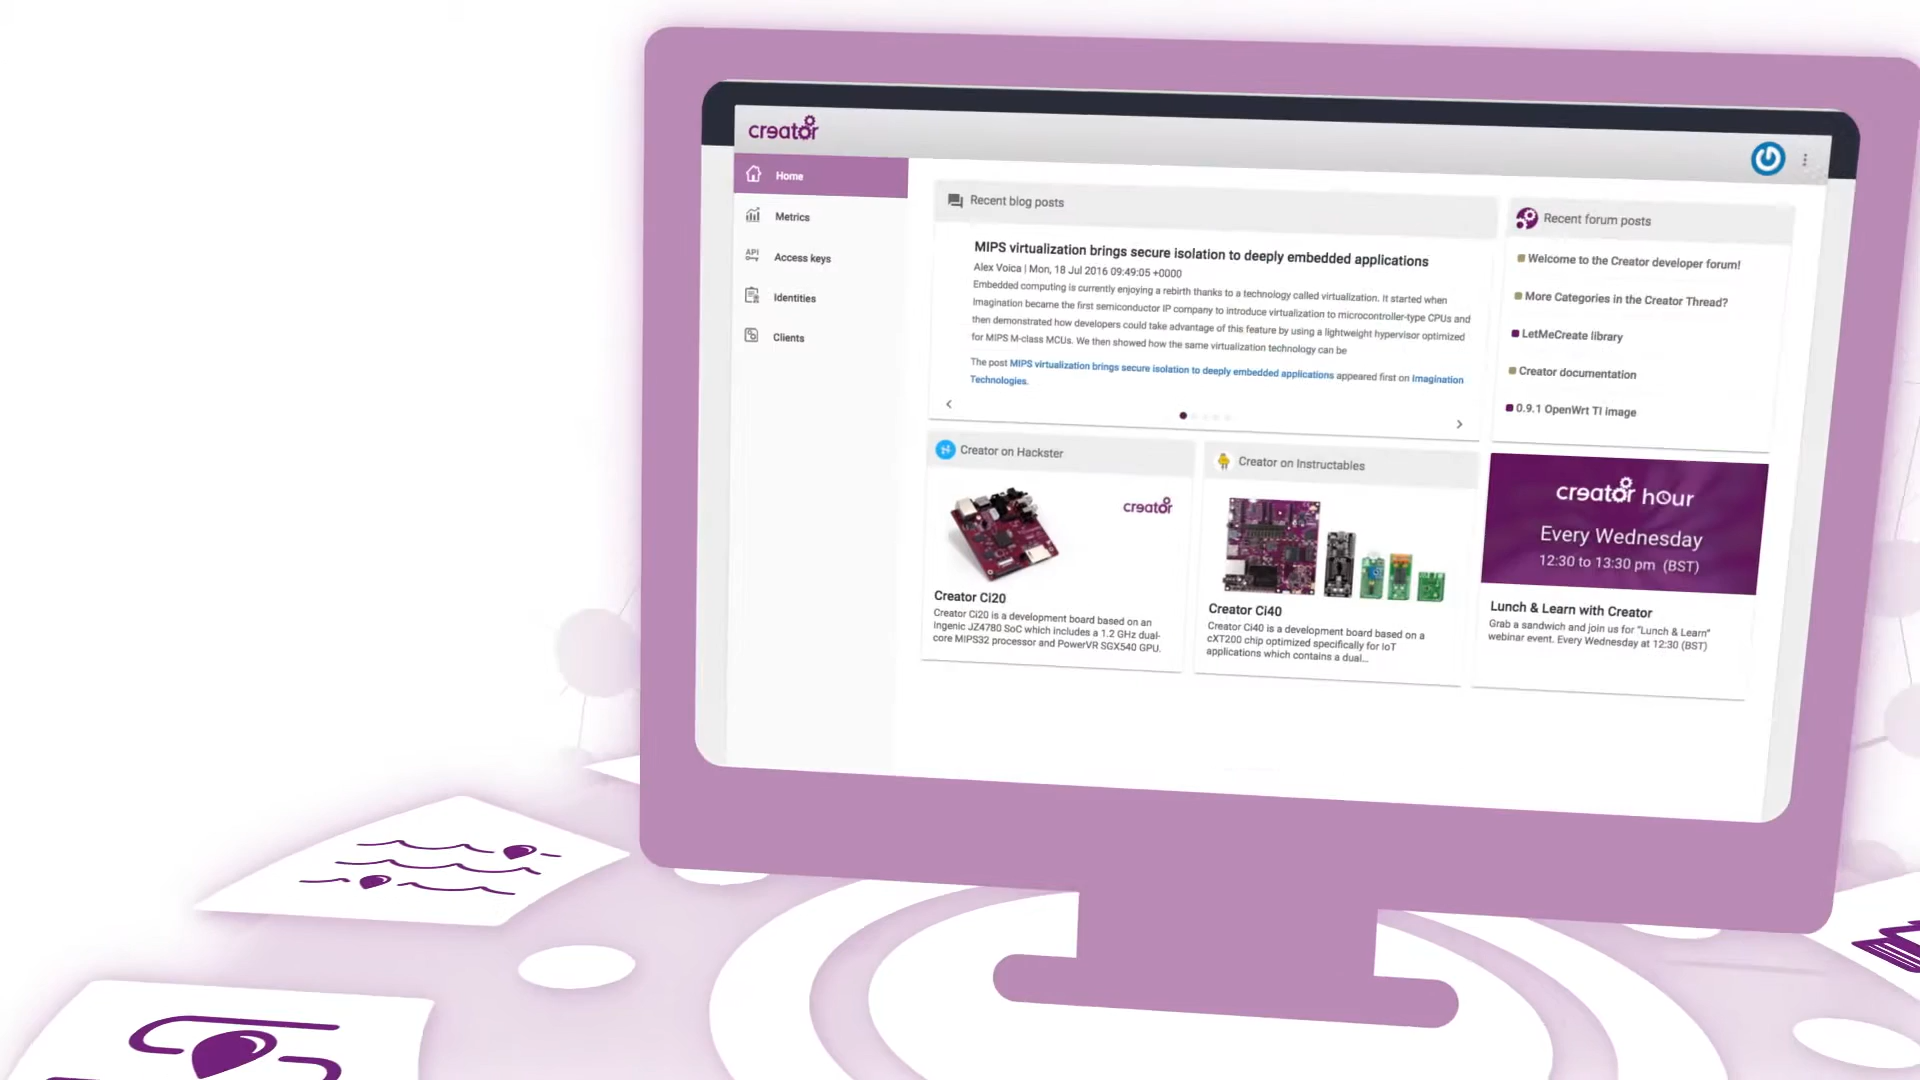 creator
Home
Metrics
API
Access keys
Identities
Clients
Recent blog posts
MIPS virtualization brings secure isolation to deeply embedded applications
Alex Voica | Mon, 18 Jul 2016 09:49:05 +0000
Embedded computing is currently enjoying a rebirth thanks to a technology called virtualization. It started when
Imagination became the first semiconductor IP company to introduce virtualization to microcontroller-type CPUs and
then demonstrated how developers could take advantage of this feature by using a lightweight hypervisor optimized
for MIPS M-class MCUs. We then showed how the same virtualization technology can be
The post MIPS virtualization brings secure isolation to deeply embedded applications appeared first on Imagination
Technologies.
Recent forum posts
Welcome to the Creator developer forum!
More Categories in the Creator Thread?
LetMeCreate library
Creator documentation
0.9.1 OpenWrt TI image
Creator on Hackster
creator
Creator Ci20
Creator Ci20 is a development board based on an
Ingenic JZ4780 SoC which includes a 1.2 GHz dual-
core MIPS32 processor and PowerVR SGX540 GPU.
Creator on Instructables
Creator Ci40
Creator Ci40 is a development board based on a
cXT200 chip optimized specifically for IoT
applications which contains a dual...
creator hour
Every Wednesday
12:30 to 13:30 pm (BST)
Lunch & Learn with Creator
Grab a sandwich and join us for "Lunch & Learn"
webinar event. Every Wednesday at 12:30 (BST)